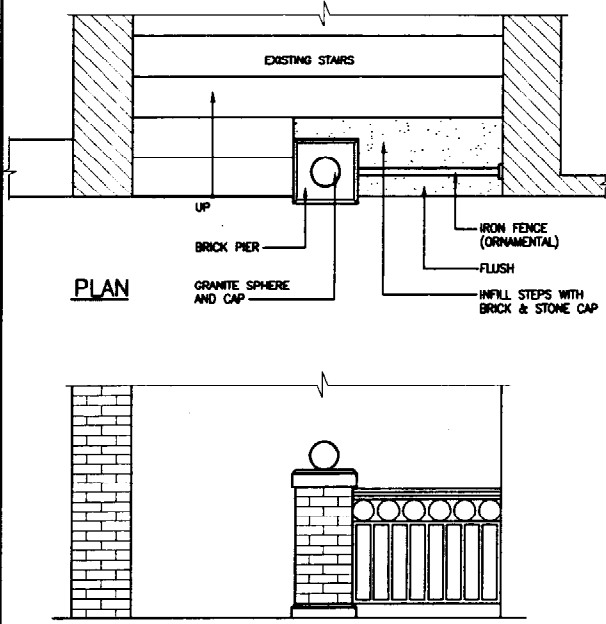 EXISTING STAIRS
UP
BRICK PIER
GRANITE SPHERE
AND CAP
IRON FENCE
(ORNAMENTAL)
FLUSH
INFILL STEPS WITH
BRICK & STONE CAP
PLAN